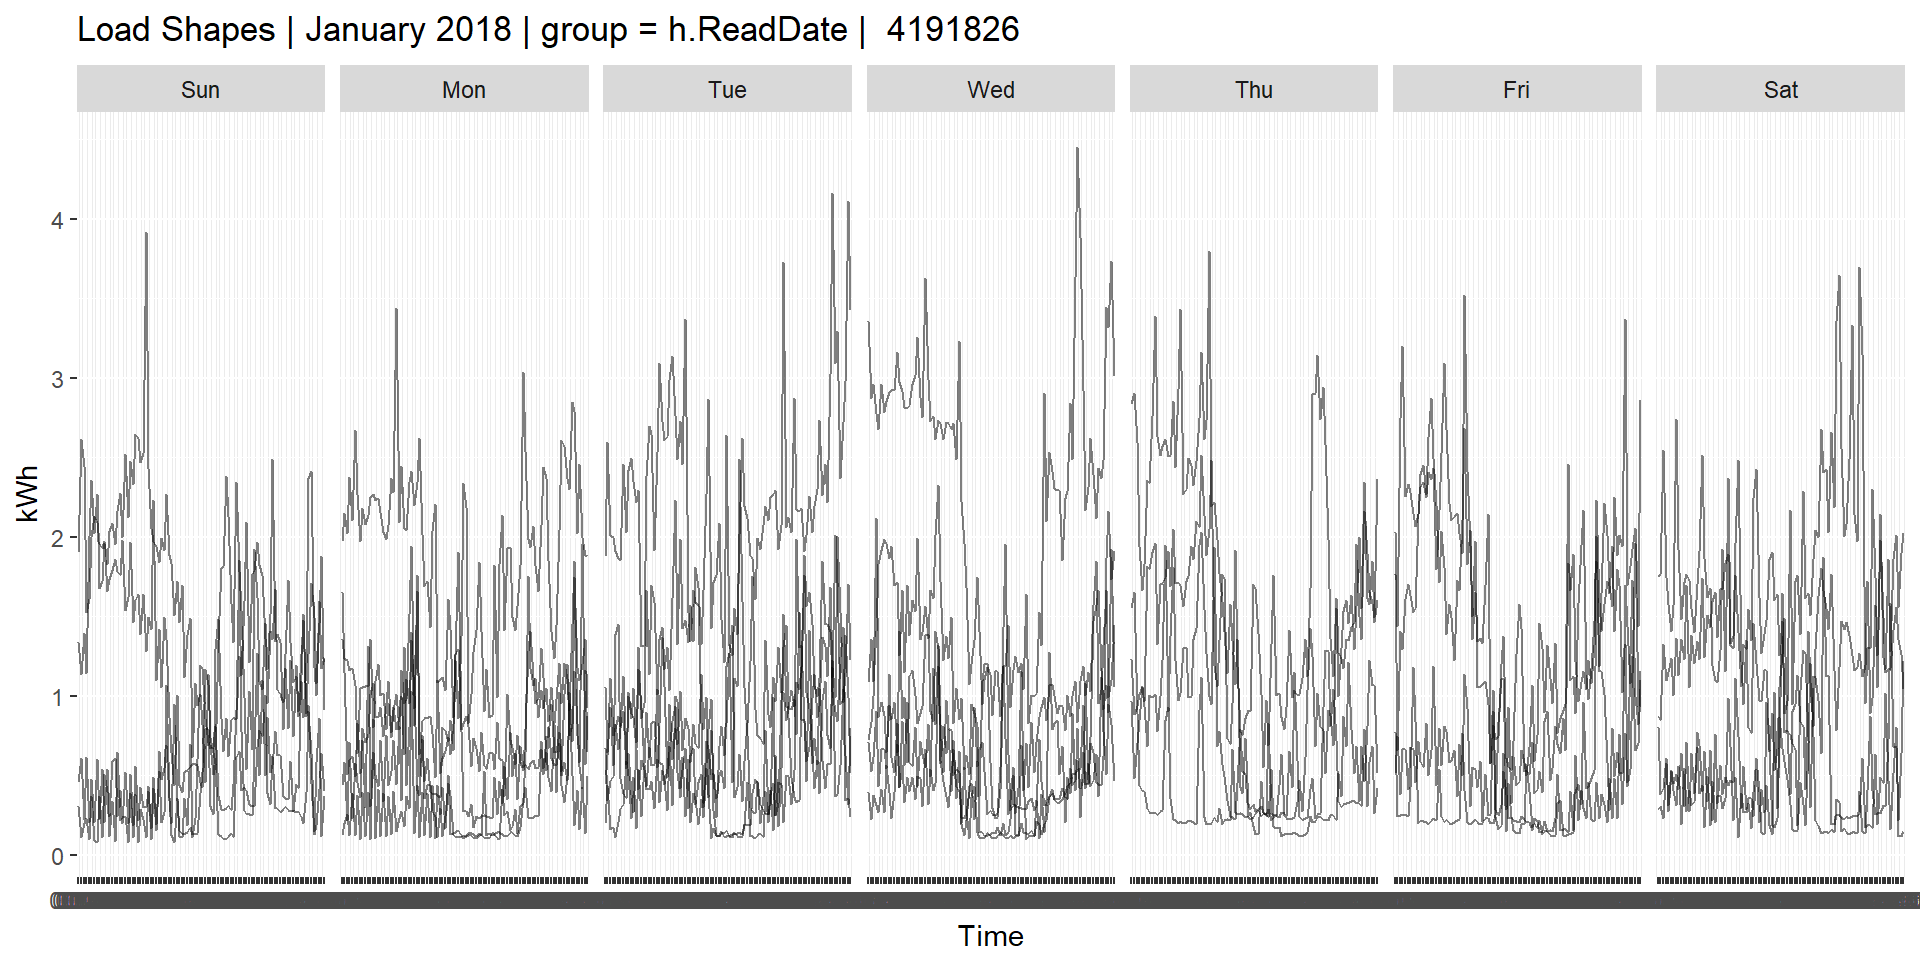 Load Shapes | January 2018 | group = h.ReadDate |  4191826
Sun Mon Tue Wed Thu Fri Sat
4
3
2
1
0
kWh
Time